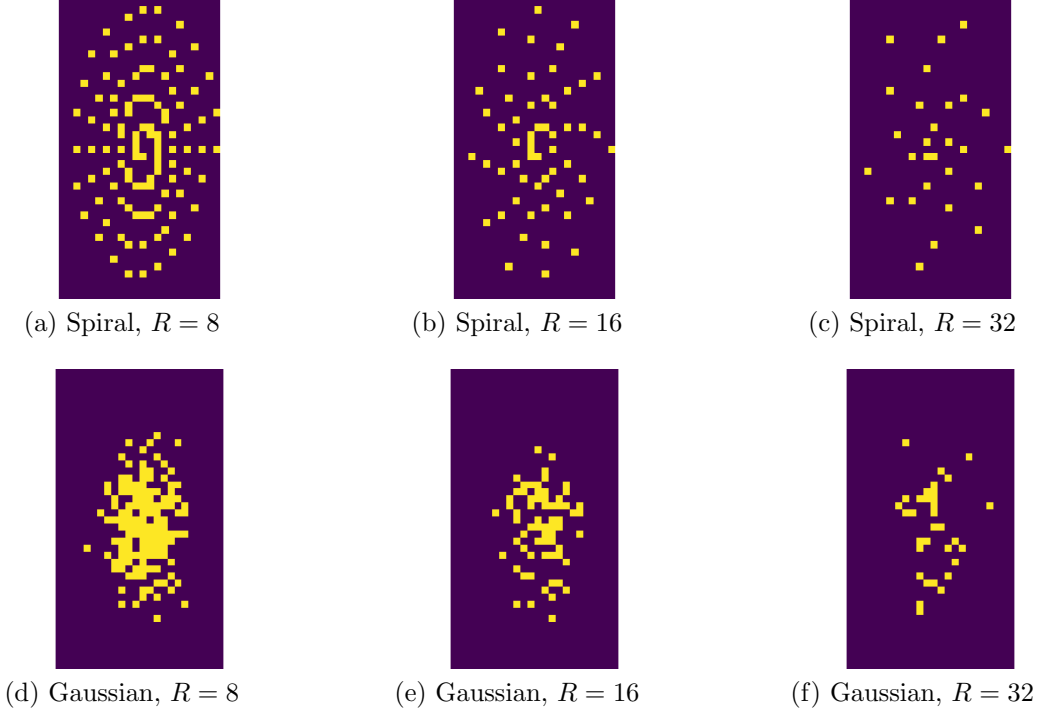 (a) Spiral, R = 8
(b) Spiral, R = 16
(c) Spiral, R = 32
(d) Gaussian, R = 8
(e) Gaussian, R = 16
(f) Gaussian, R = 32